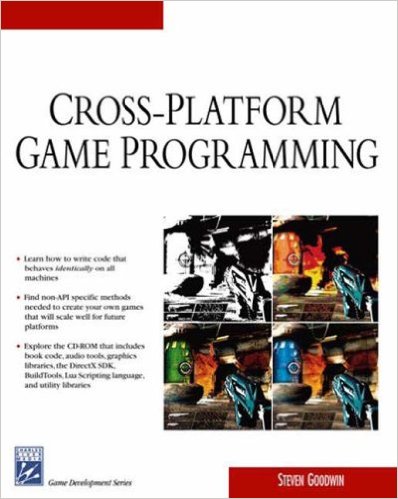 CROSS-PLATFORM
GAME PROGRAMMING
• Learn how to write code that
behaves identically on all
machines
• Find non-API specific methods
needed to create your own games
that will scale well for future
platforms
• Explore the CD-ROM that includes
book code, audio tools, graphics
libraries, the DirectX SDK,
BuildTools, Lua Scripting language,
and utility libraries
CHARLES
RIVER
MEDIA
Game Development Series
STEVEN GOODWIN